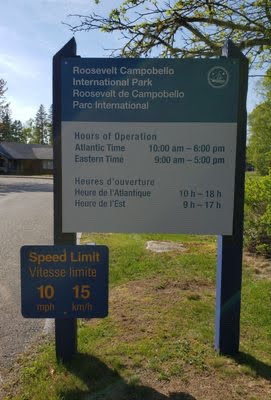 Roosevelt Campobello
International Park
Roosevelt de Campobello
Parc International
Hours of Operation
Atlantic Time 10:00 am - 6:00 pm
Eastern Time 9:00 am - 5:00 pm
Heures d'ouverture
Heure de l'Atlantique 10 h - 18 h
Heure de l'Est 9 h - 17 h
Speed Limit
Vitesse limite
10 15
mph km/h